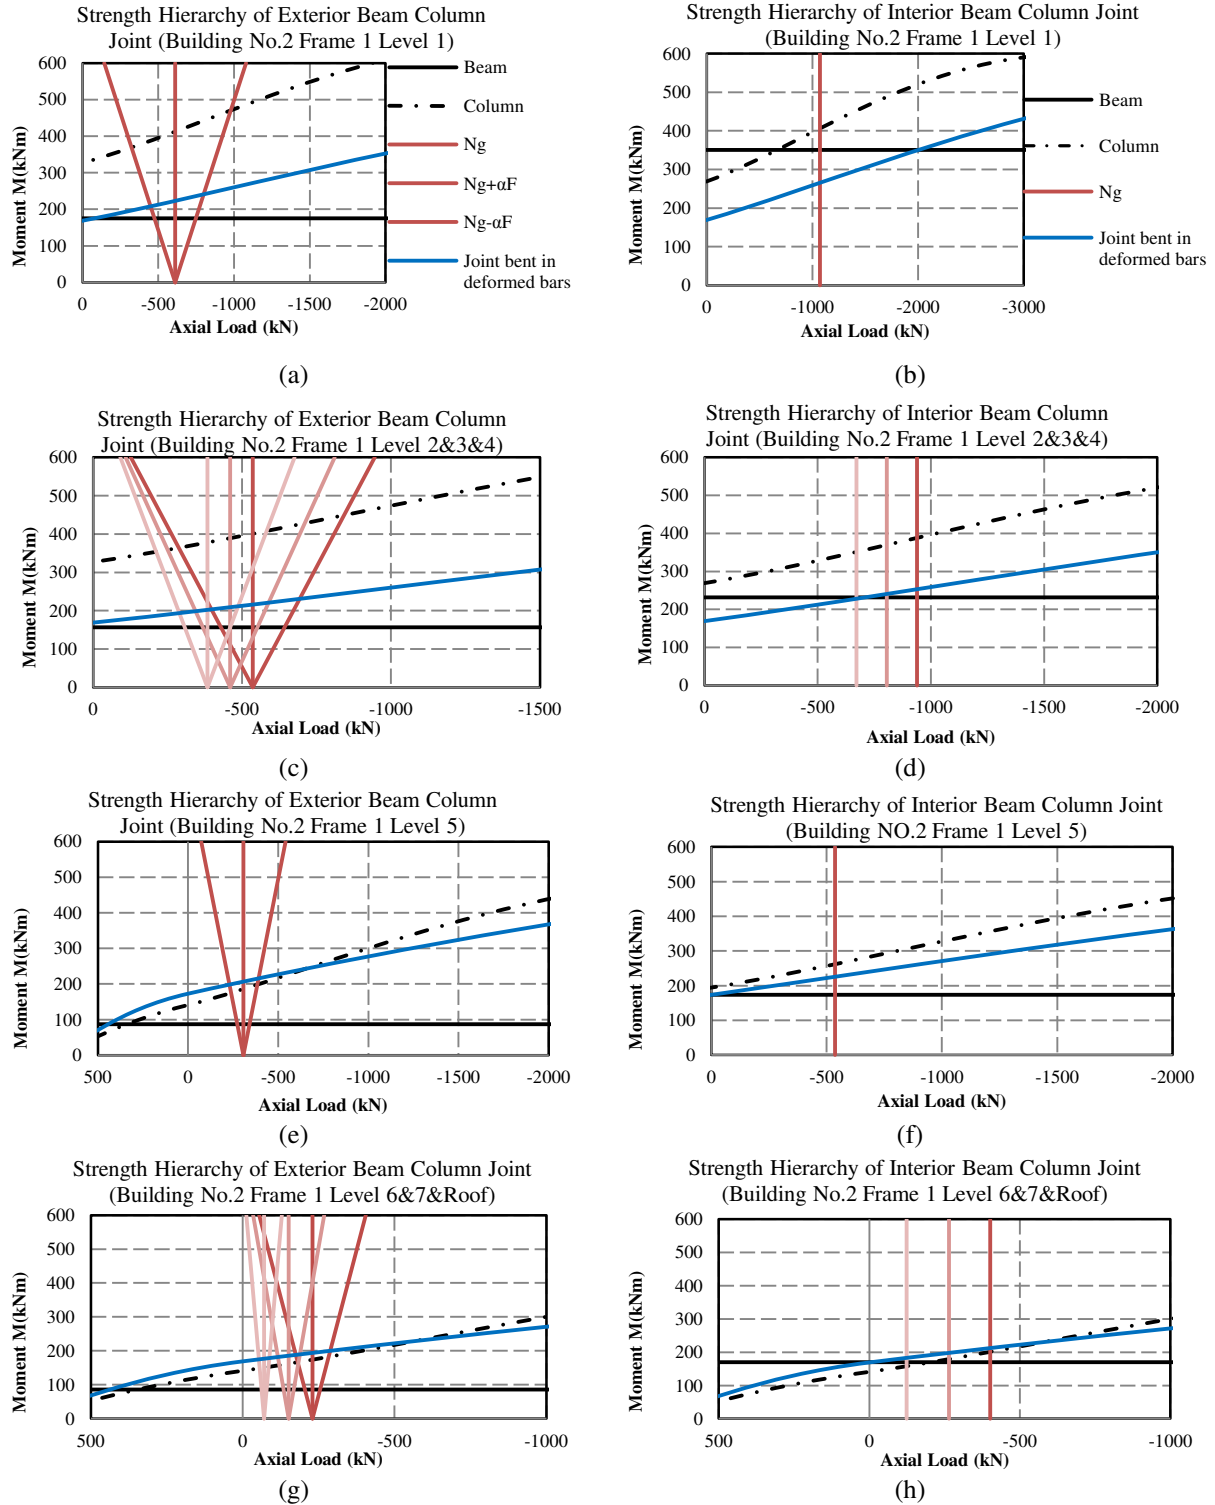 Strength Hierarchy of Exterior Beam Column
Joint (Building No.2 Frame 1 Level 1)
600
500
400
300
200
100
0
0
-500
-1000
-1500
-2000
Moment M(kNm)
Axial Load (kN)
Beam
Column
Ng
Ng+αF
Ng-αF
Joint bent in
deformed bars
(a)
Strength Hierarchy of Interior Beam Column Joint
(Building No.2 Frame 1 Level 1)
600
500
400
300
200
100
0
0
-1000
-2000
-3000
Moment M(kNm)
Axial Load (kN)
Beam
Column
Ng
Joint bent in
deformed bars
(b)
Strength Hierarchy of Exterior Beam Column
Joint (Building No.2 Frame 1 Level 2&3&4)
600
500
400
300
200
100
0
0
-500
-1000
-1500
Moment M(kNm)
Axial Load (kN)
(c)
Strength Hierarchy of Interior Beam Column
Joint (Building No.2 Frame 1 Level 2&3&4)
600
500
400
300
200
100
0
0
-500
-1000
-1500
-2000
Moment M(kNm)
Axial Load (kN)
(d)
Strength Hierarchy of Exterior Beam Column
Joint (Building No.2 Frame 1 Level 5)
600
500
400
300
200
100
0
500
0
-500
-1000
-1500
-2000
Moment M(kNm)
Axial Load (kN)
(e)
Strength Hierarchy of Interior Beam Column Joint
(Building NO.2 Frame 1 Level 5)
600
500
400
300
200
100
0
0
-500
-1000
-1500
-2000
Moment M(kNm)
Axial Load (kN)
(f)
Strength Hierarchy of Exterior Beam Column Joint
(Building No.2 Frame 1 Level 6&7&Roof)
600
500
400
300
200
100
0
500
0
-500
-1000
Moment M(kNm)
Axial Load (kN)
(g)
Strength Hierarchy of Interior Beam Column Joint
(Building No.2 Frame 1 Level 6&7&Roof)
600
500
400
300
200
100
0
500
0
-500
-1000
Moment M(kNm)
Axial Load (kN)
(h)